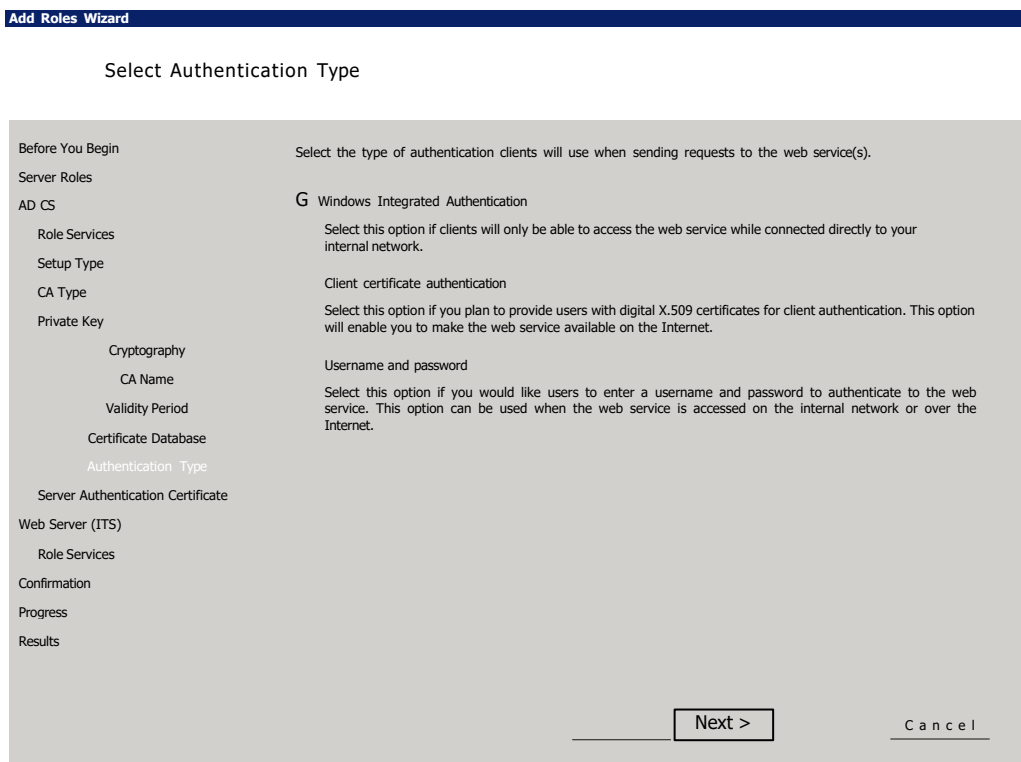 Add Roles Wizard
Select Authentication Type
Before You Begin
Server Roles
AD CS
Role Services
Setup Type
CA Type
Private Key
Cryptography
CA Name
Validity Period
Certificate Database
Authentication Type
Server Authentication Certificate
Web Server (ITS)
Role Services
Confirmation
Progress
Results
Select the type of authentication clients will use when sending requests to the web service(s).
G Windows Integrated Authentication
Select this option if clients will only be able to access the web service while connected directly to your
internal network.
Client certificate authentication
Select this option if you plan to provide users with digital X.509 certificates for client authentication. This option
will enable you to make the web service available on the Internet.
Username and password
Select this option if you would like users to enter a username and password to authenticate to the web
service. This option can be used when the web service is accessed on the internal network or over the
Internet.
Next >
Cancel